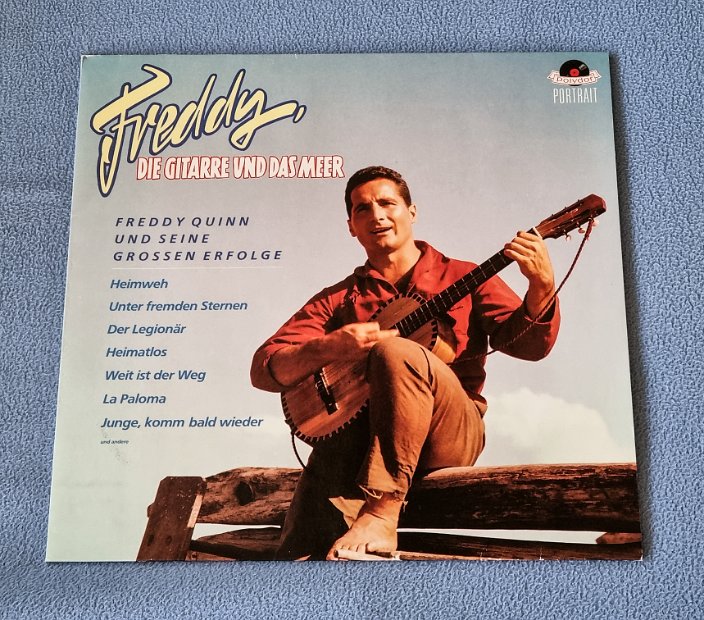 Freddy,
DIE GITARRE UND DAS MEER
polydor
PORTRAIT
FREDDY QUINN
UND SEINE
GROSSEN ERFOLGE
Heimweh
Unter fremden Sternen
Der Legionär
Heimatlos
Weit ist der Weg
La Paloma
Junge, komm bald wieder
und andere